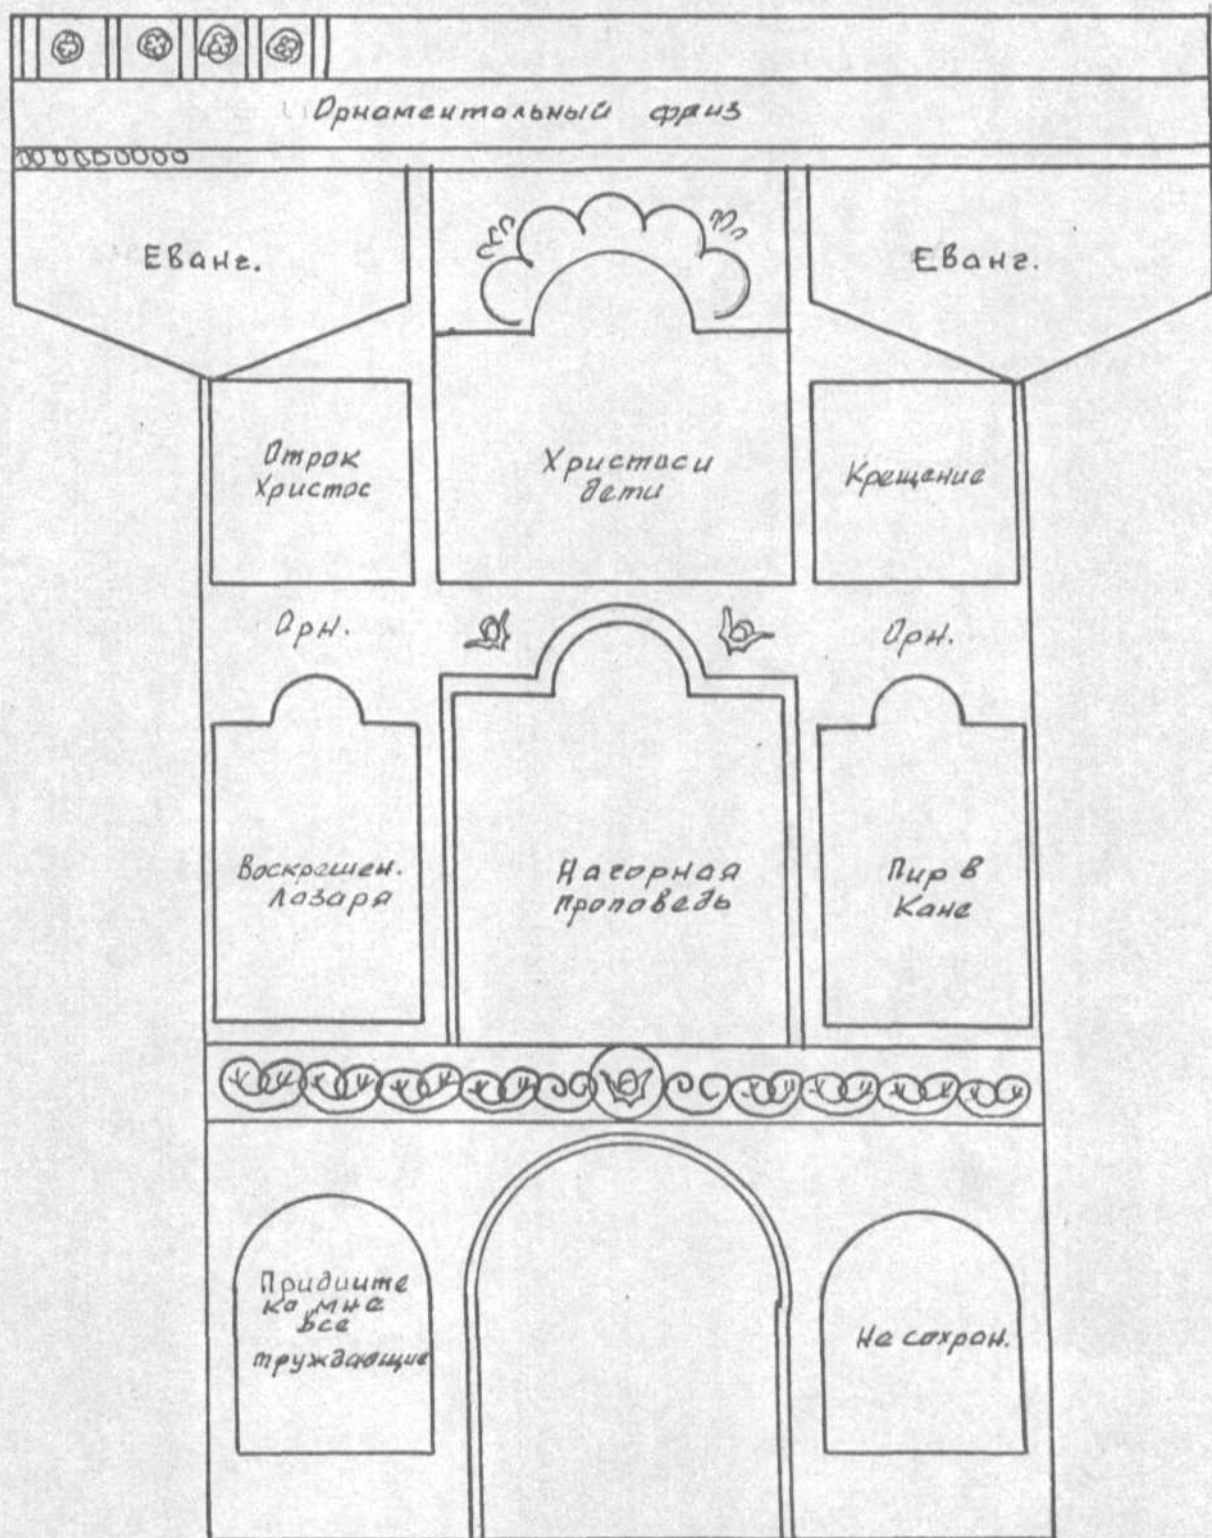 Орнаментальный фриз
Еванг.
Еванг.
Отрок
Христос
Христос и
дети
Крещение
Орн.
Орн.
Воскрешен.
Лазаря
Нагорная
проповедь
Пир в
Кане
Придиите
ко мне
все
труждающие
Не сохран.